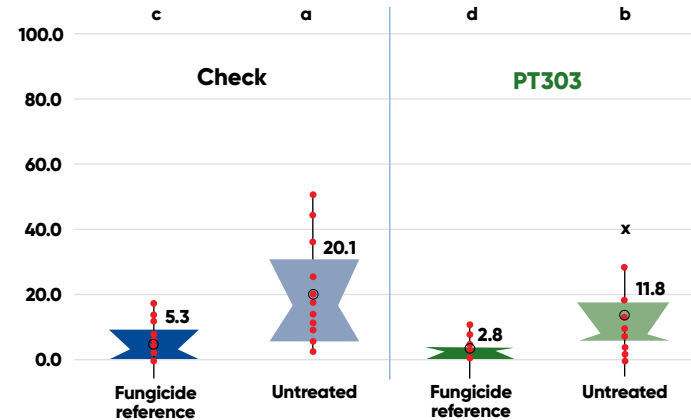 c a d b
100.0
Check PT303
80.0
60.0
40.0
x
20.1
20.0
11.8
5.3
2.8
0.0
Fungicide reference
Untreated
Fungicide reference
Untreated